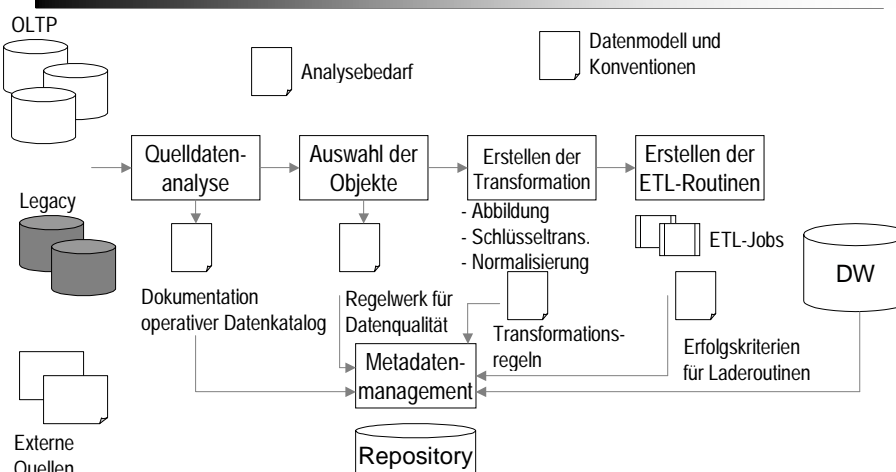 OLTP
Analysebedarf
Datenmodell und
Konventionen
Quelldaten-
analyse
Auswahl der
Objekte
Erstellen der
Transformation
Erstellen der
ETL-Routinen
- Abbildung
- Schlüsseltrans.
- Normalisierung
Legacy
ETL-Jobs
DW
Dokumentation
operativer Datenkatalog
Regelwerk für
Datenqualität
Transformations-
regeln
Erfolgskriterien
für Laderoutinen
Metadaten-
management
Externe
Quellen
Repository